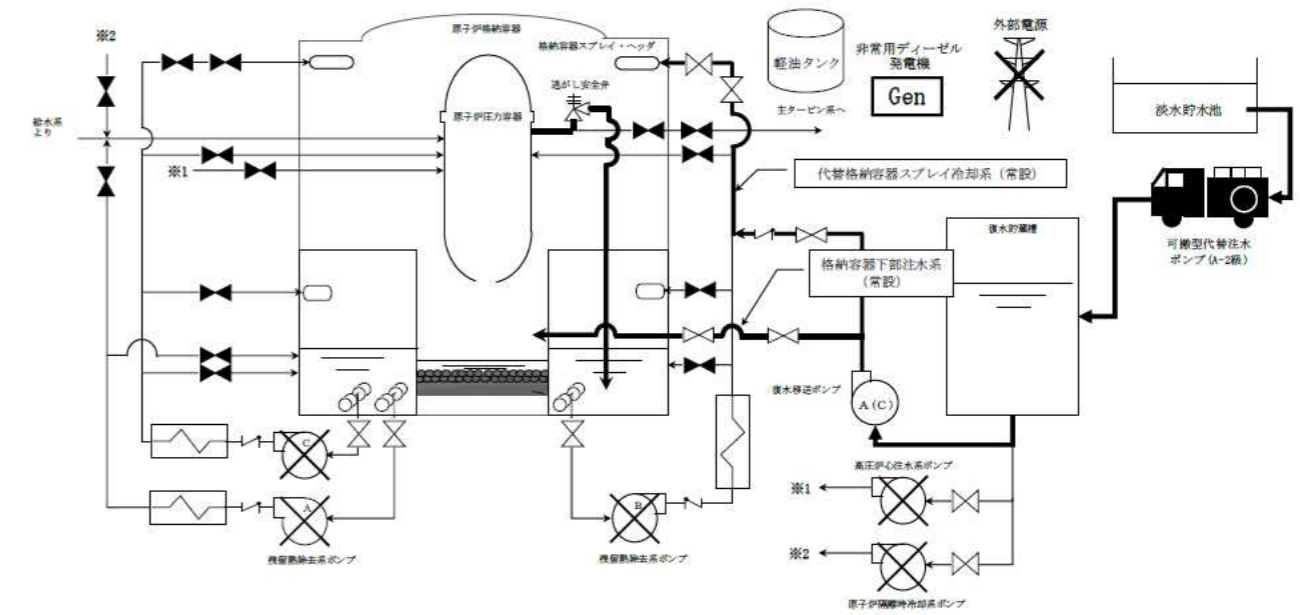 ※2
原子炉格納容器
格納容器スプレイ・ヘッダ
軽油タンク
非常用ディーゼル
発電機
Gen
外部電源
淡水貯水池
逃がし安全弁
主タービン系へ
給水系
より
原子炉圧力容器
※1
代替格納容器スプレイ冷却系（常設）
復水貯蔵槽
可搬型代替注水
ポンプ(A-2級)
格納容器下部注水系
（常設）
復水移送ポンプ
A(C)
C
高圧炉心注水系ポンプ
※1
A
B
残留熱除去系ポンプ
残留熱除去系ポンプ
※2
原子炉隔離時冷却系ポンプ